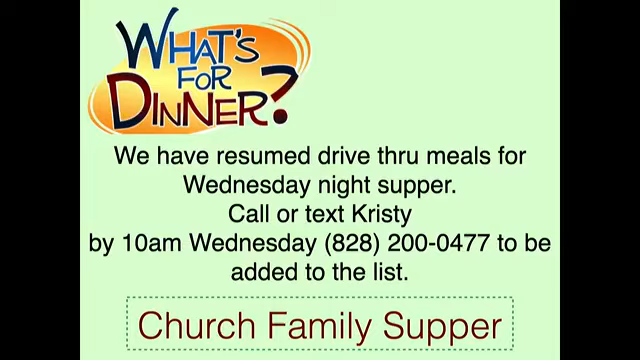 WHAT'S
FOR
DINNER?
We have resumed drive thru meals for
Wednesday night supper.
Call or text Kristy
by 10am Wednesday (828) 200-0477 to be
added to the list.
Church Family Supper